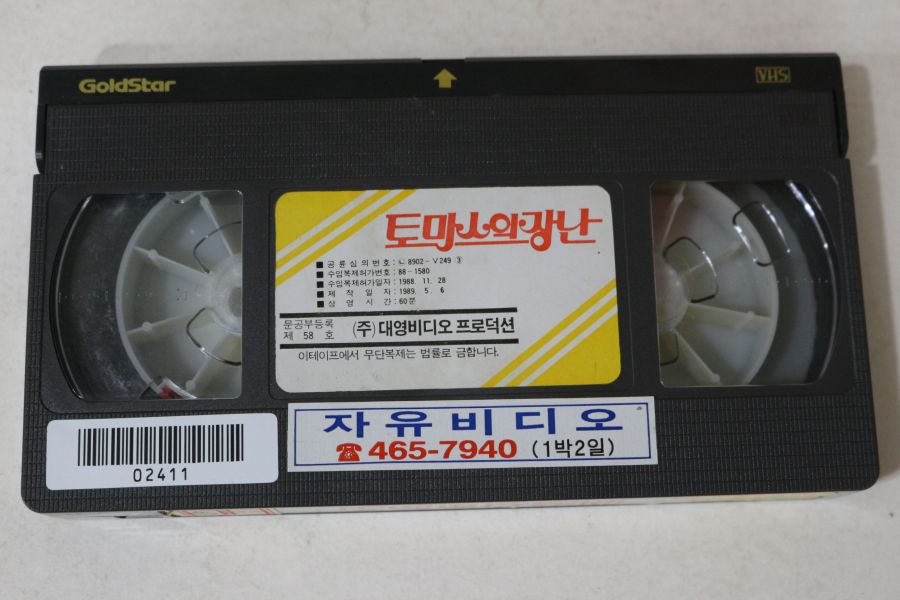 GoldStar
VHS
토마스의장난
■ 공륜심의번호 : C 8902-V249 ③
■ 수입복제허가번호 : 88-1580
■ 수입복제허가일자 : 1988. 11. 28
■ 제작일자 : 1989. 5. 6
■ 상영시간 : 60분
문공부등록
제 58 호
(주) 대영비디오 프로덕션
이테이프에서 무단복제는 법률로 금합니다.
자유비디오
☎ 465-7940 (1박2일)
02411